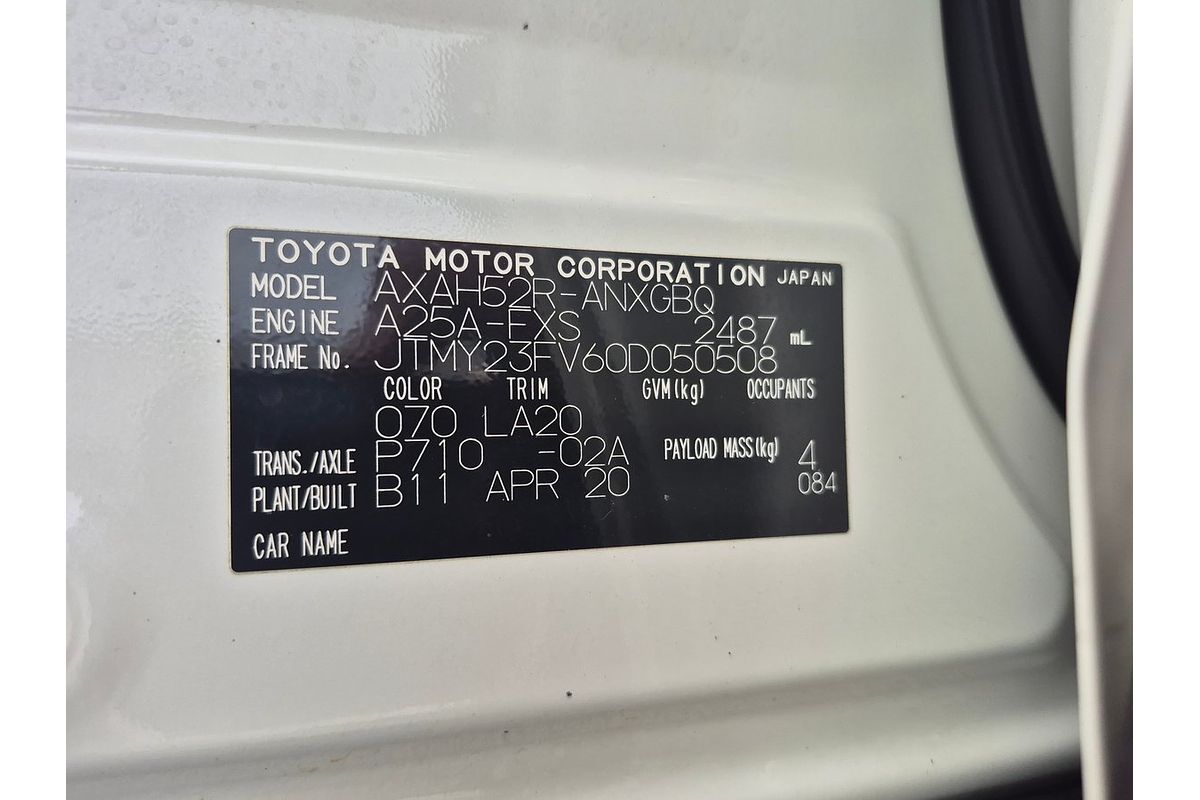 TOYOTA MOTOR CORPORATION JAPAN
MODEL AXAH52R-ANXGBQ
ENGINE A25A-FXS 2487 mL
FRAME No. JTMY23FV60D050508
COLOR TRIM GVM(kg) OCCUPANTS
070 LA20
TRANS./AXLE P710 -02A PAYLOAD MASS(kg) 4
PLANT/BUILT B11 APR 20 084
CAR NAME